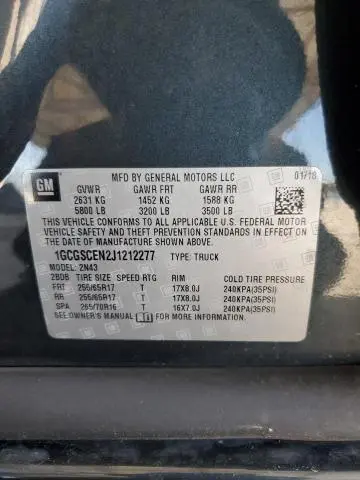 GM
MFD BY GENERAL MOTORS LLC 01/18
GVWR GAWR FRT GAWR RR
2631 KG 1452 KG 1588 KG
5800 LB 3200 LB 3500 LB
THIS VEHICLE CONFORMS TO ALL APPLICABLE U.S. FEDERAL MOTOR
VEHICLE SAFETY AND THEFT PREVENTION STANDARDS IN EFFECT
ON THE DATE OF MANUFACTURE SHOWN ABOVE.
1GCGSCEN2J1212277 TYPE: TRUCK
MODEL: 2N43
2BDB TIRE SIZE SPEED RTG RIM COLD TIRE PRESSURE
FRT 255/65R17 T 17X8.0J 240KPA(35PSI)
RR 255/65R17 T 17X8.0J 240KPA(35PSI)
SPA 265/70R16 T 16X7.0J 240KPA(35PSI)
SEE OWNER'S MANUAL FOR ADDITIONAL INFORMATION.